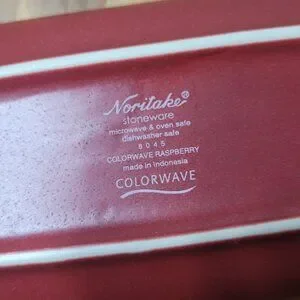 Noritake®
stoneware
microwave & oven safe
dishwasher safe
8045
COLORWAVE RASPBERRY
made in Indonesia
COLORWAVE